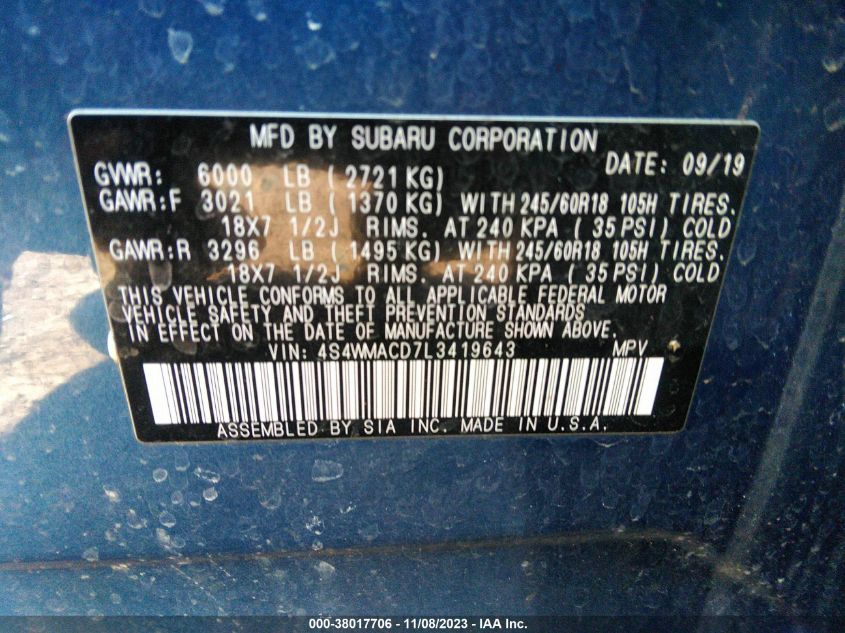 MFD BY SUBARU CORPORATION
DATE: 09/19
GVWR: 6000 LB ( 2721 KG)
GAWR:F 3021 LB ( 1370 KG) WITH 245/60R18 105H TIRES.
18X7 1/2J RIMS. AT 240 KPA ( 35 PSI) COLD
GAWR:R 3296 LB ( 1495 KG) WITH 245/60R18 105H TIRES.
18X7 1/2J RIMS. AT 240 KPA ( 35 PSI) COLD
THIS VEHICLE CONFORMS TO ALL APPLICABLE FEDERAL MOTOR
VEHICLE SAFETY AND THEFT PREVENTION STANDARDS
IN EFFECT ON THE DATE OF MANUFACTURE SHOWN ABOVE.
VIN: 4S4WMACD7L3419643 MPV
ASSEMBLED BY SIA INC. MADE IN U.S.A.
000-38017706 - 11/08/2023 - IAA Inc.